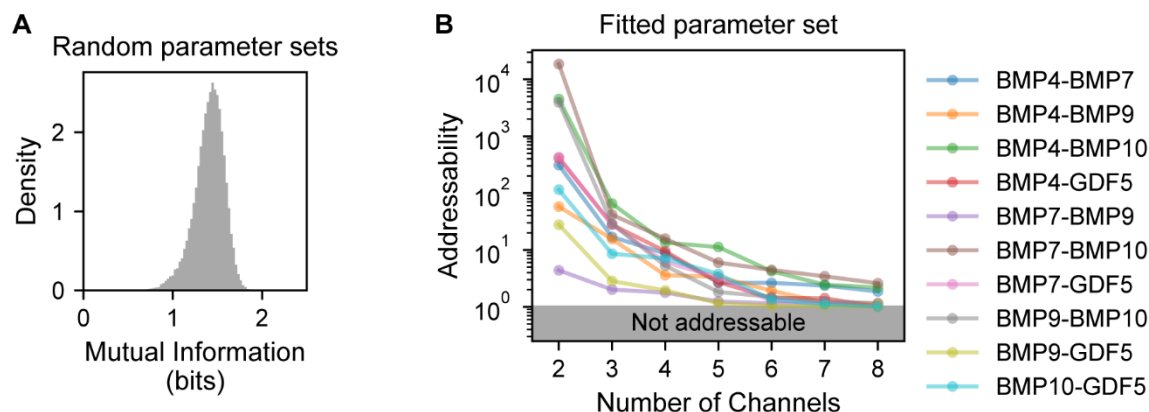 A
Random parameter sets
Density
2
1
0
0
1
2
Mutual Information
(bits)
B
Fitted parameter set
Addressability
10^4
10^3
10^2
10^1
10^0
Not addressable
2
3
4
5
6
7
8
Number of Channels
BMP4-BMP7
BMP4-BMP9
BMP4-BMP10
BMP4-GDF5
BMP7-BMP9
BMP7-BMP10
BMP7-GDF5
BMP9-BMP10
BMP9-GDF5
BMP10-GDF5